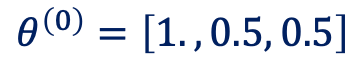 θ⁽⁰⁾ = [1. , 0.5, 0.5]